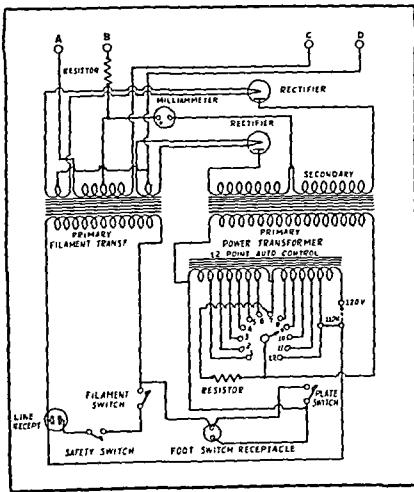 A B C D
RESISTOR
RECTIFIER
MILLIAMMETER
RECTIFIER
SECONDARY
PRIMARY
FILAMENT TRANSF
PRIMARY
POWER TRANSFORMER
12 POINT AUTO CONTROL
120V
110V
1 2 3 4 5 6 7 8 9 10 11 12
RESISTOR
FILAMENT
SWITCH
PLATE
SWITCH
LINE
RECEPT
SAFETY SWITCH
FOOT SWITCH RECEPTACLE